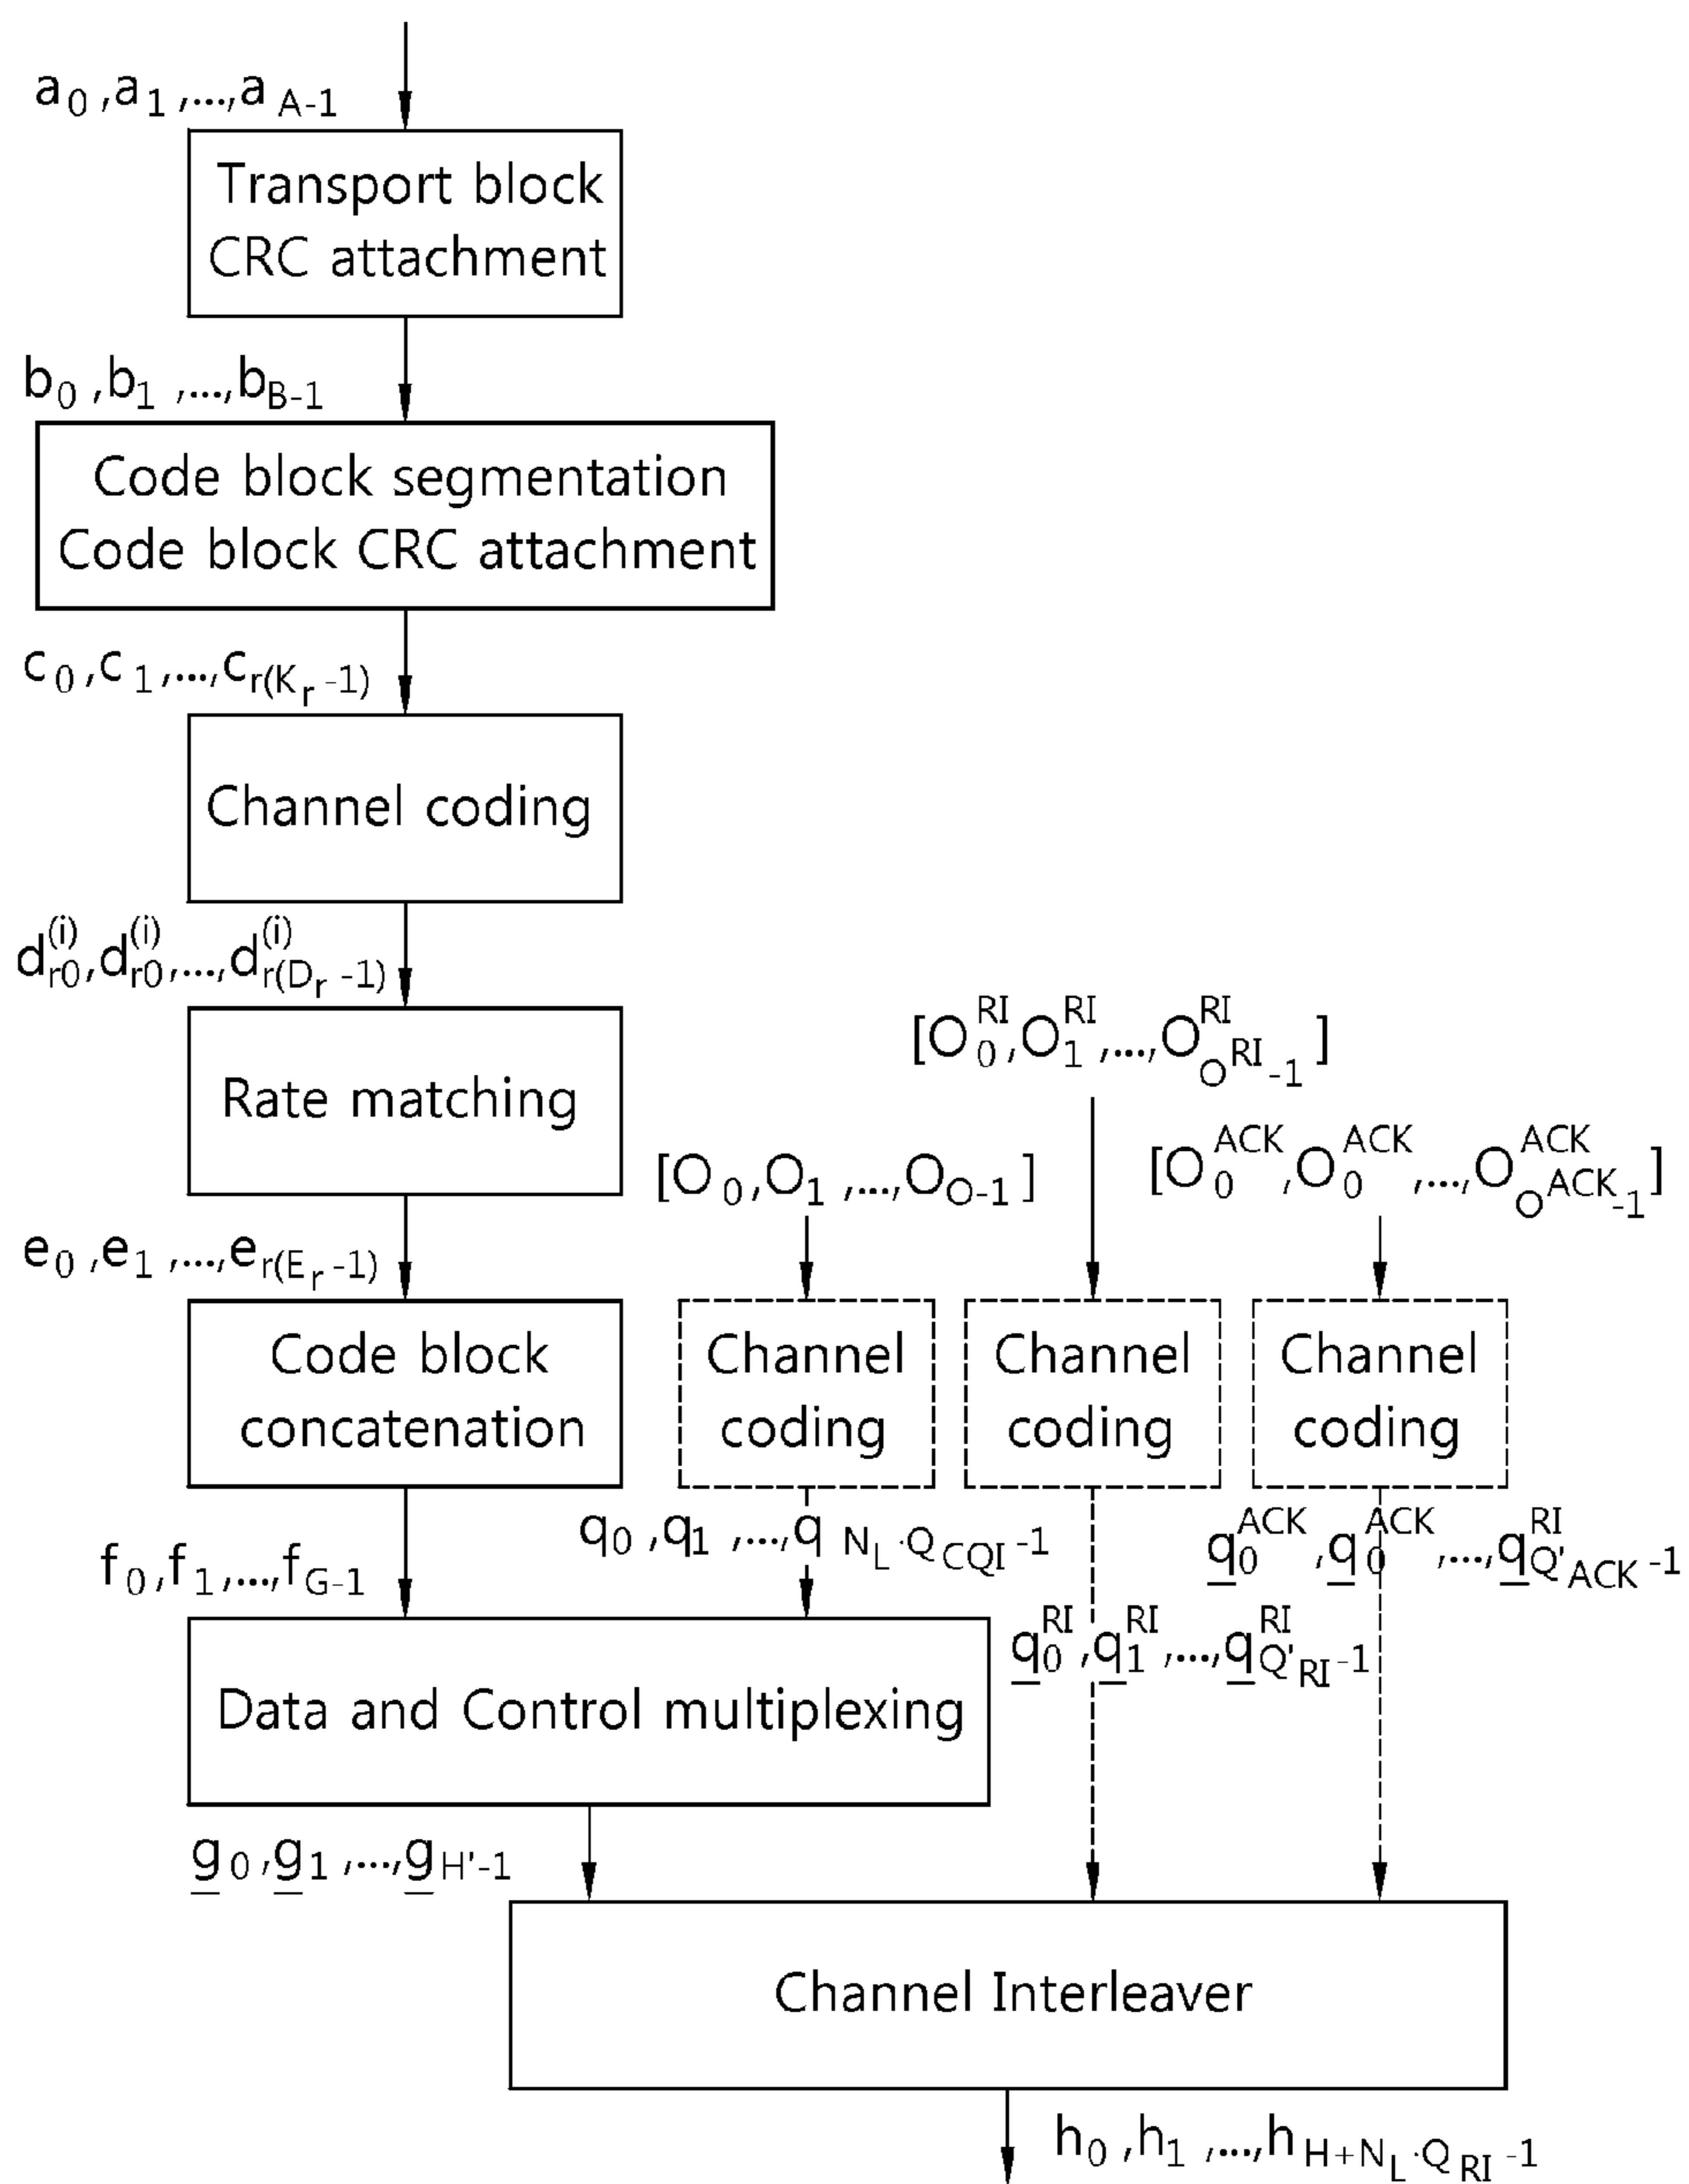 a0,a1,...,aA-1
Transport block
CRC attachment
b0,b1,...,bB-1
Code block segmentation
Code block CRC attachment
c0,c1,...,cr(Kr-1)
Channel coding
d(i)r0,d(i)r0,...,d(i)r(Dr-1)
Rate matching
[ORI0,ORI1,...,ORIORI-1]
[O0,O1,...,OO-1]
[OACK0,OACK0,...,OACKOACK-1]
e0,e1,...,er(Er-1)
Code block
concatenation
Channel
coding
Channel
coding
Channel
coding
f0,f1,...,fG-1
q0,q1,...,qNL·QCQI-1
qACK0,qACK0,...,qRIQ'ACK-1
qRI0,qRI1,...,qRIQ'RI-1
Data and Control multiplexing
g0,g1,...,gH'-1
Channel Interleaver
h0,h1,...,hH+NL·QRI-1